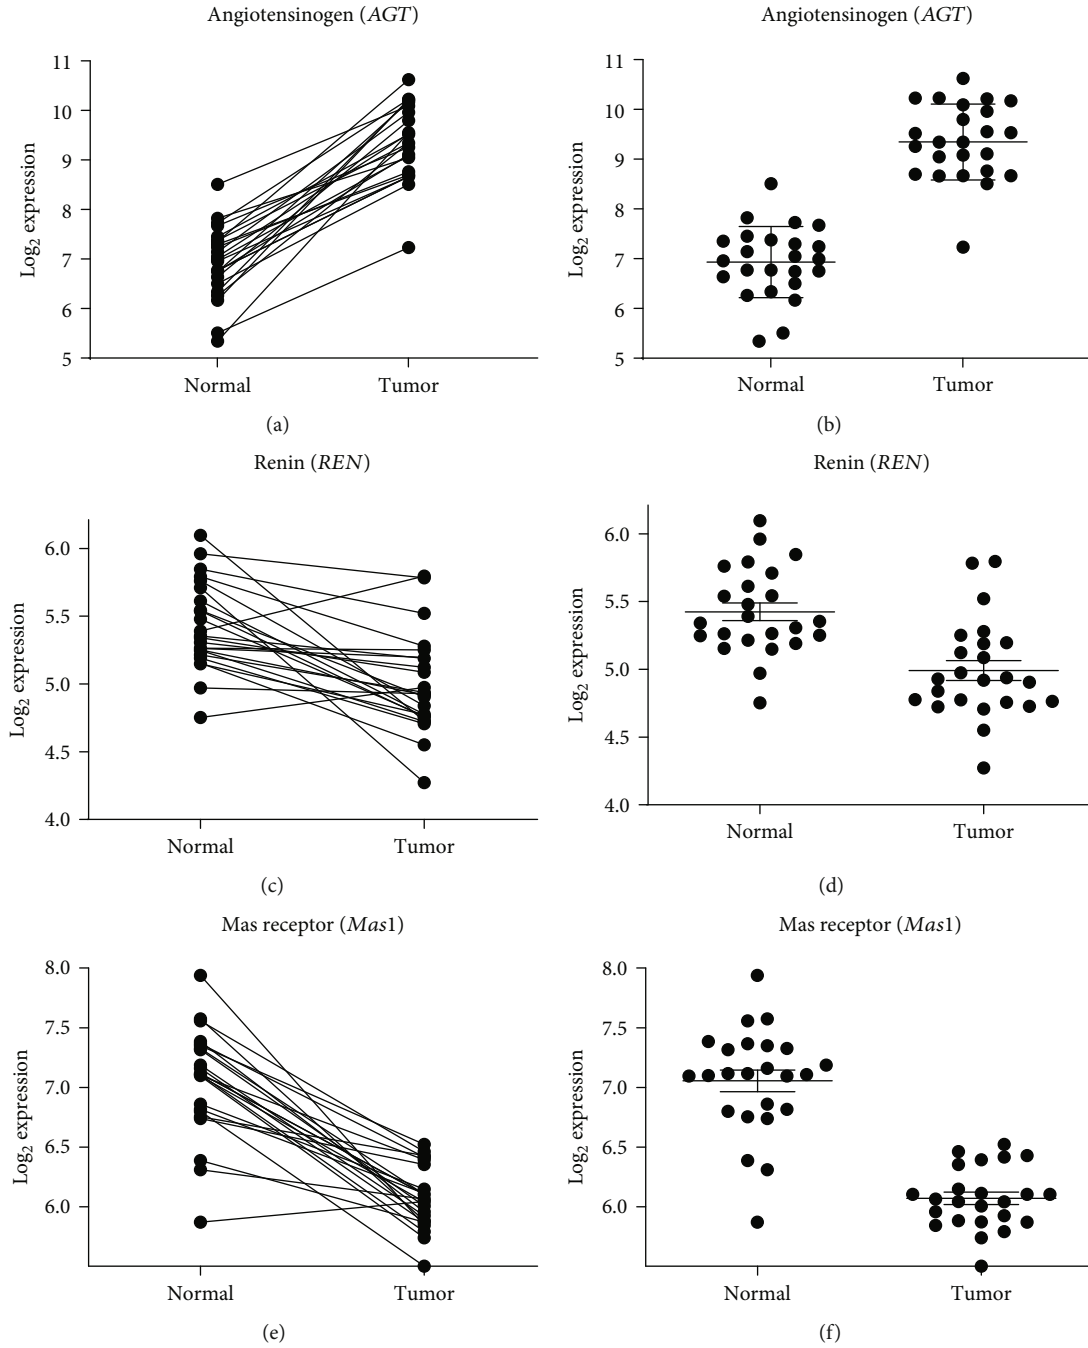 Angiotensinogen (AGT)
11
10
9
8
7
6
5
Log₂ expression
Normal
Tumor
(a)
Angiotensinogen (AGT)
11
10
9
8
7
6
5
Log₂ expression
Normal
Tumor
(b)
Renin (REN)
6.0
5.5
5.0
4.5
4.0
Log₂ expression
Normal
Tumor
(c)
Renin (REN)
6.0
5.5
5.0
4.5
4.0
Log₂ expression
Normal
Tumor
(d)
Mas receptor (Mas1)
8.0
7.5
7.0
6.5
6.0
Log₂ expression
Normal
Tumor
(e)
Mas receptor (Mas1)
8.0
7.5
7.0
6.5
6.0
Log₂ expression
Normal
Tumor
(f)